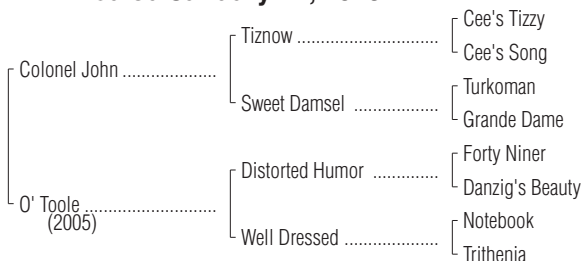 Cee's Tizzy
Tiznow
Cee's Song
Colonel John
Turkoman
Sweet Damsel
Grande Dame
Forty Niner
Distorted Humor
Danzig's Beauty
O' Toole
(2005)
Notebook
Well Dressed
Trithenia